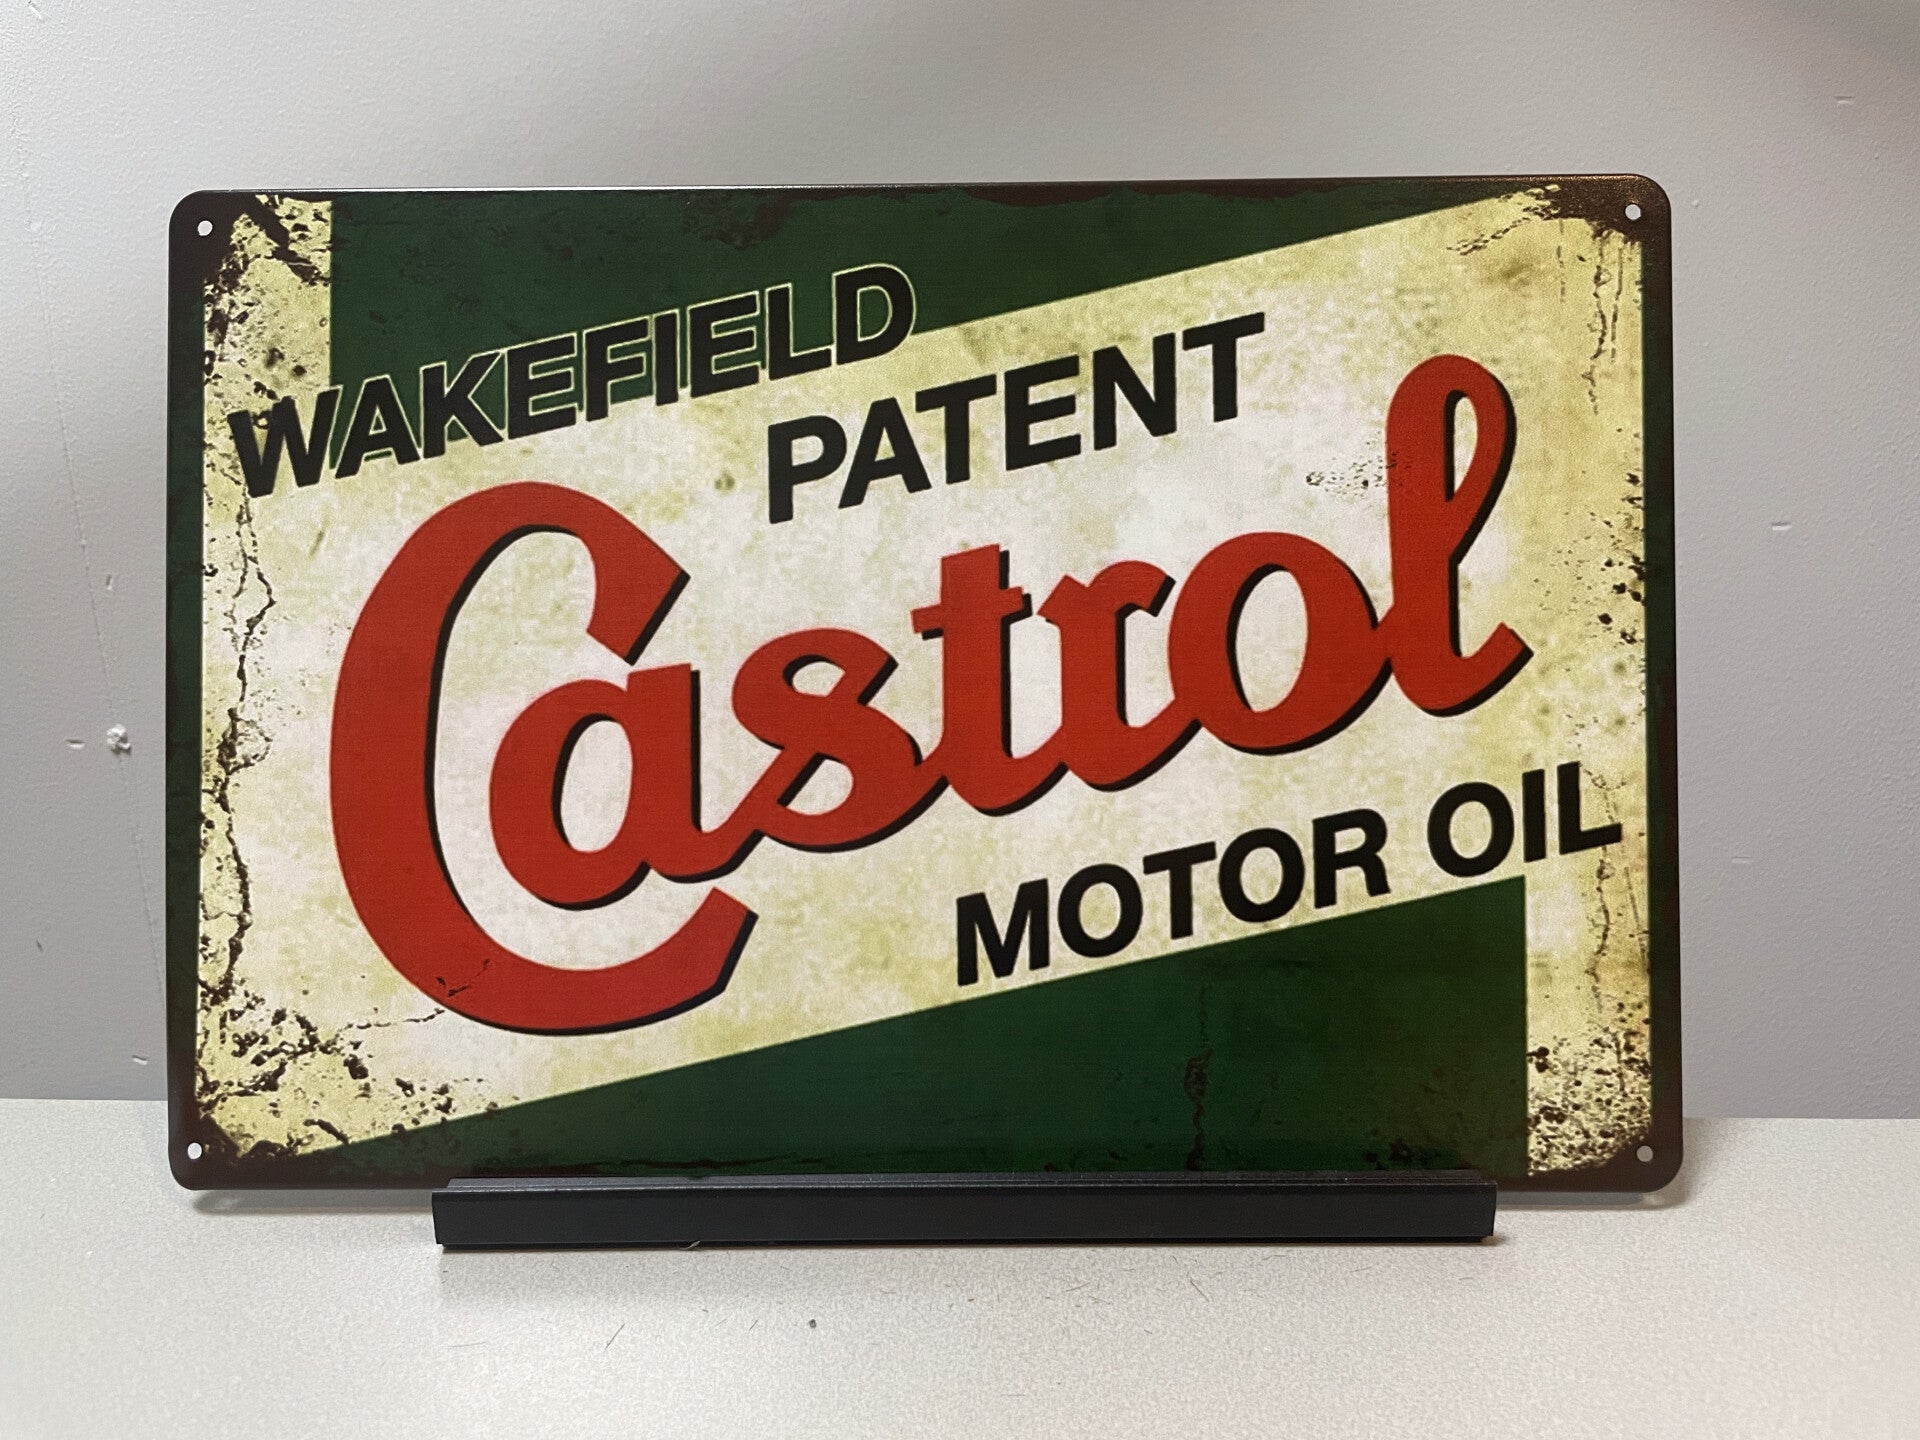 WAKEFIELD
PATENT
Castrol
MOTOR OIL